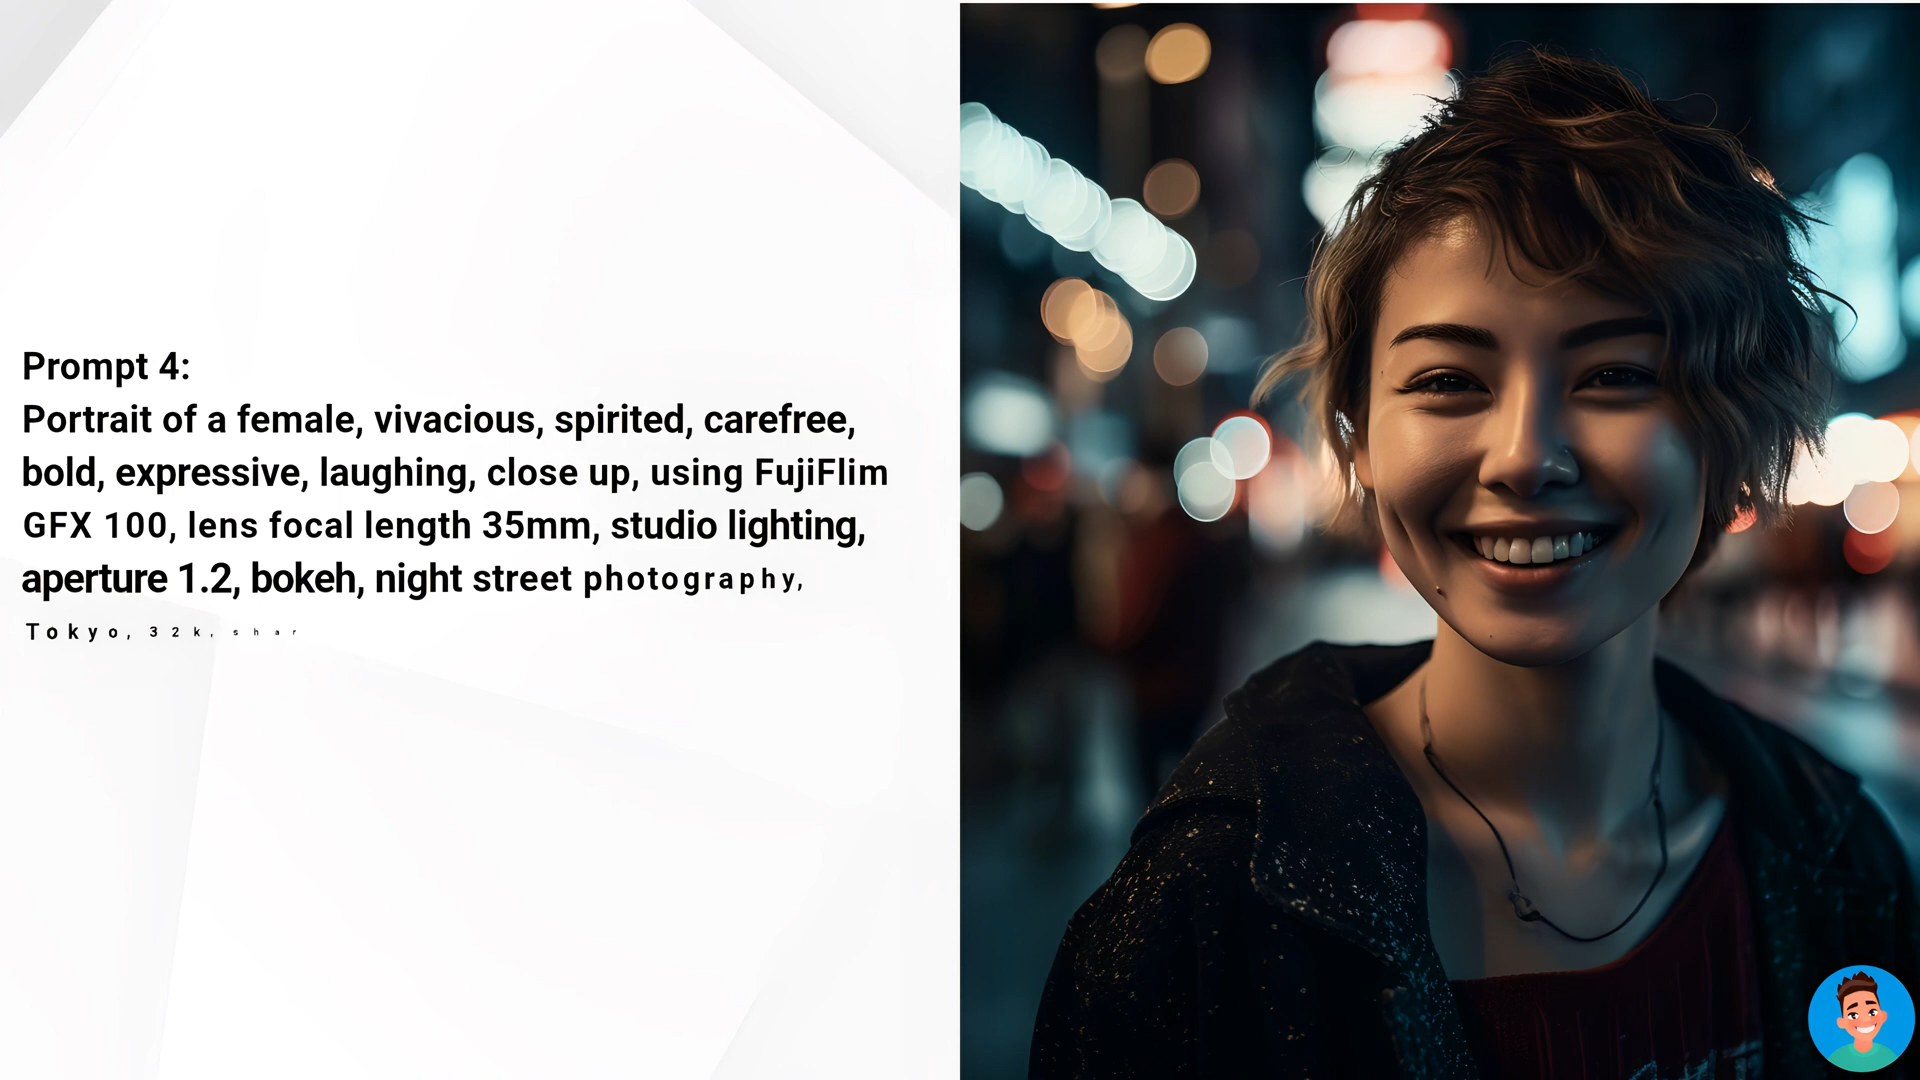 Prompt 4:
Portrait of a female, vivacious, spirited, carefree,
bold, expressive, laughing, close up, using FujiFlim
GFX 100, lens focal length 35mm, studio lighting,
aperture 1.2, bokeh, night street photography,
Tokyo, 32k, shar